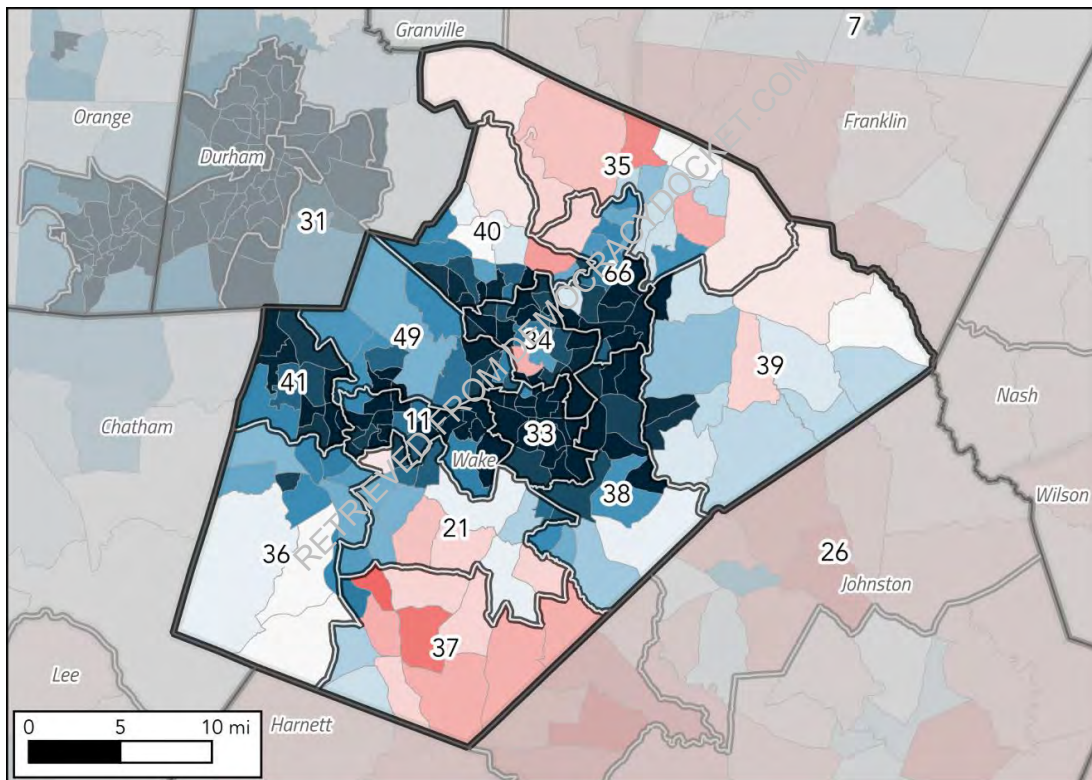 Granville
7
Orange
Franklin
Durham
35
31
40
66
49
34
39
41
Nash
Chatham
11
33
Wake
38
Wilson
21
36
26
Johnston
37
Lee
Harnett
0 5 10 mi
RETRIEVED FROM DEMOCRACYDOCKET.COM